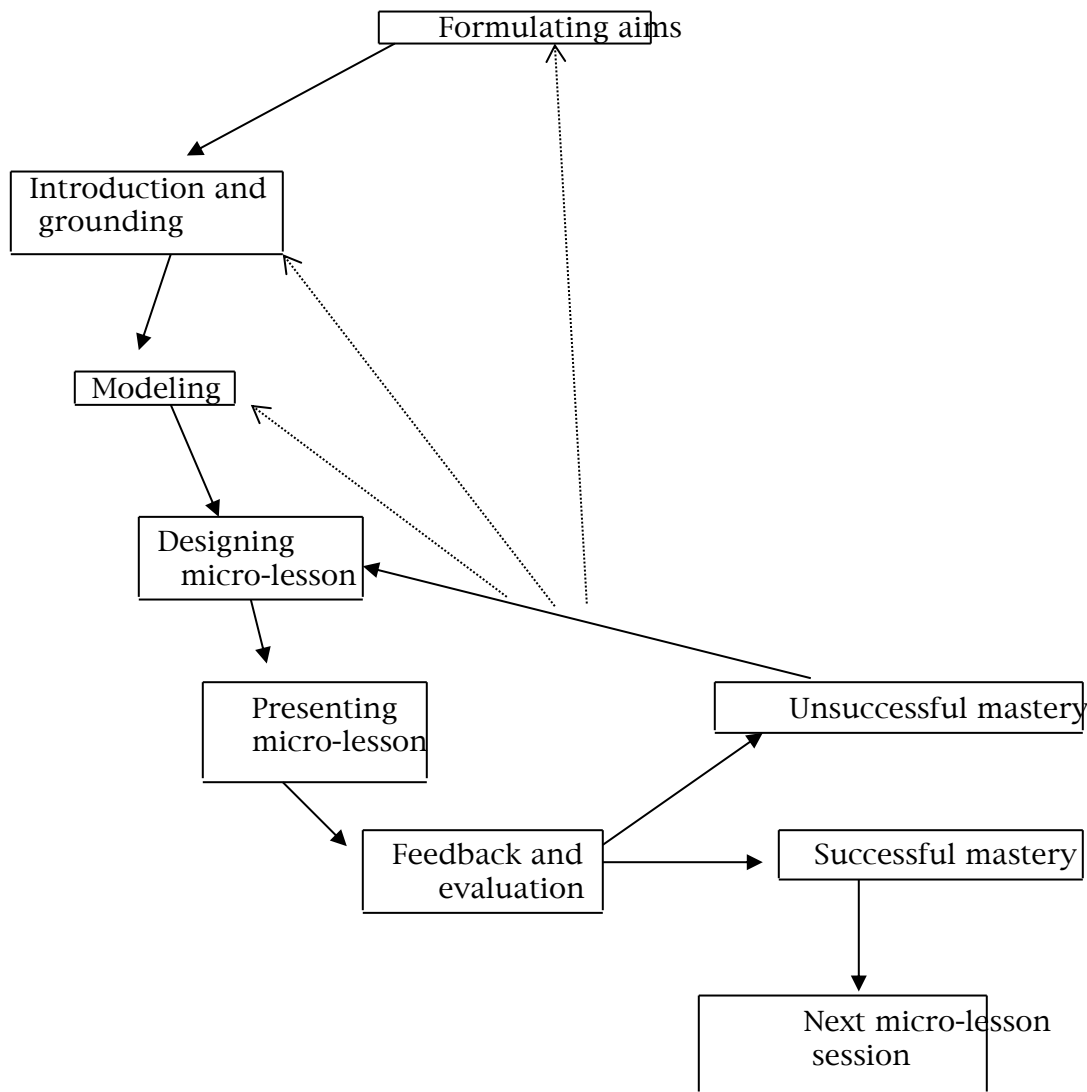 Formulating aims
Introduction and
grounding
Modeling
Designing
micro-lesson
Presenting
micro-lesson
Unsuccessful mastery
Feedback and
evaluation
Successful mastery
Next micro-lesson
session